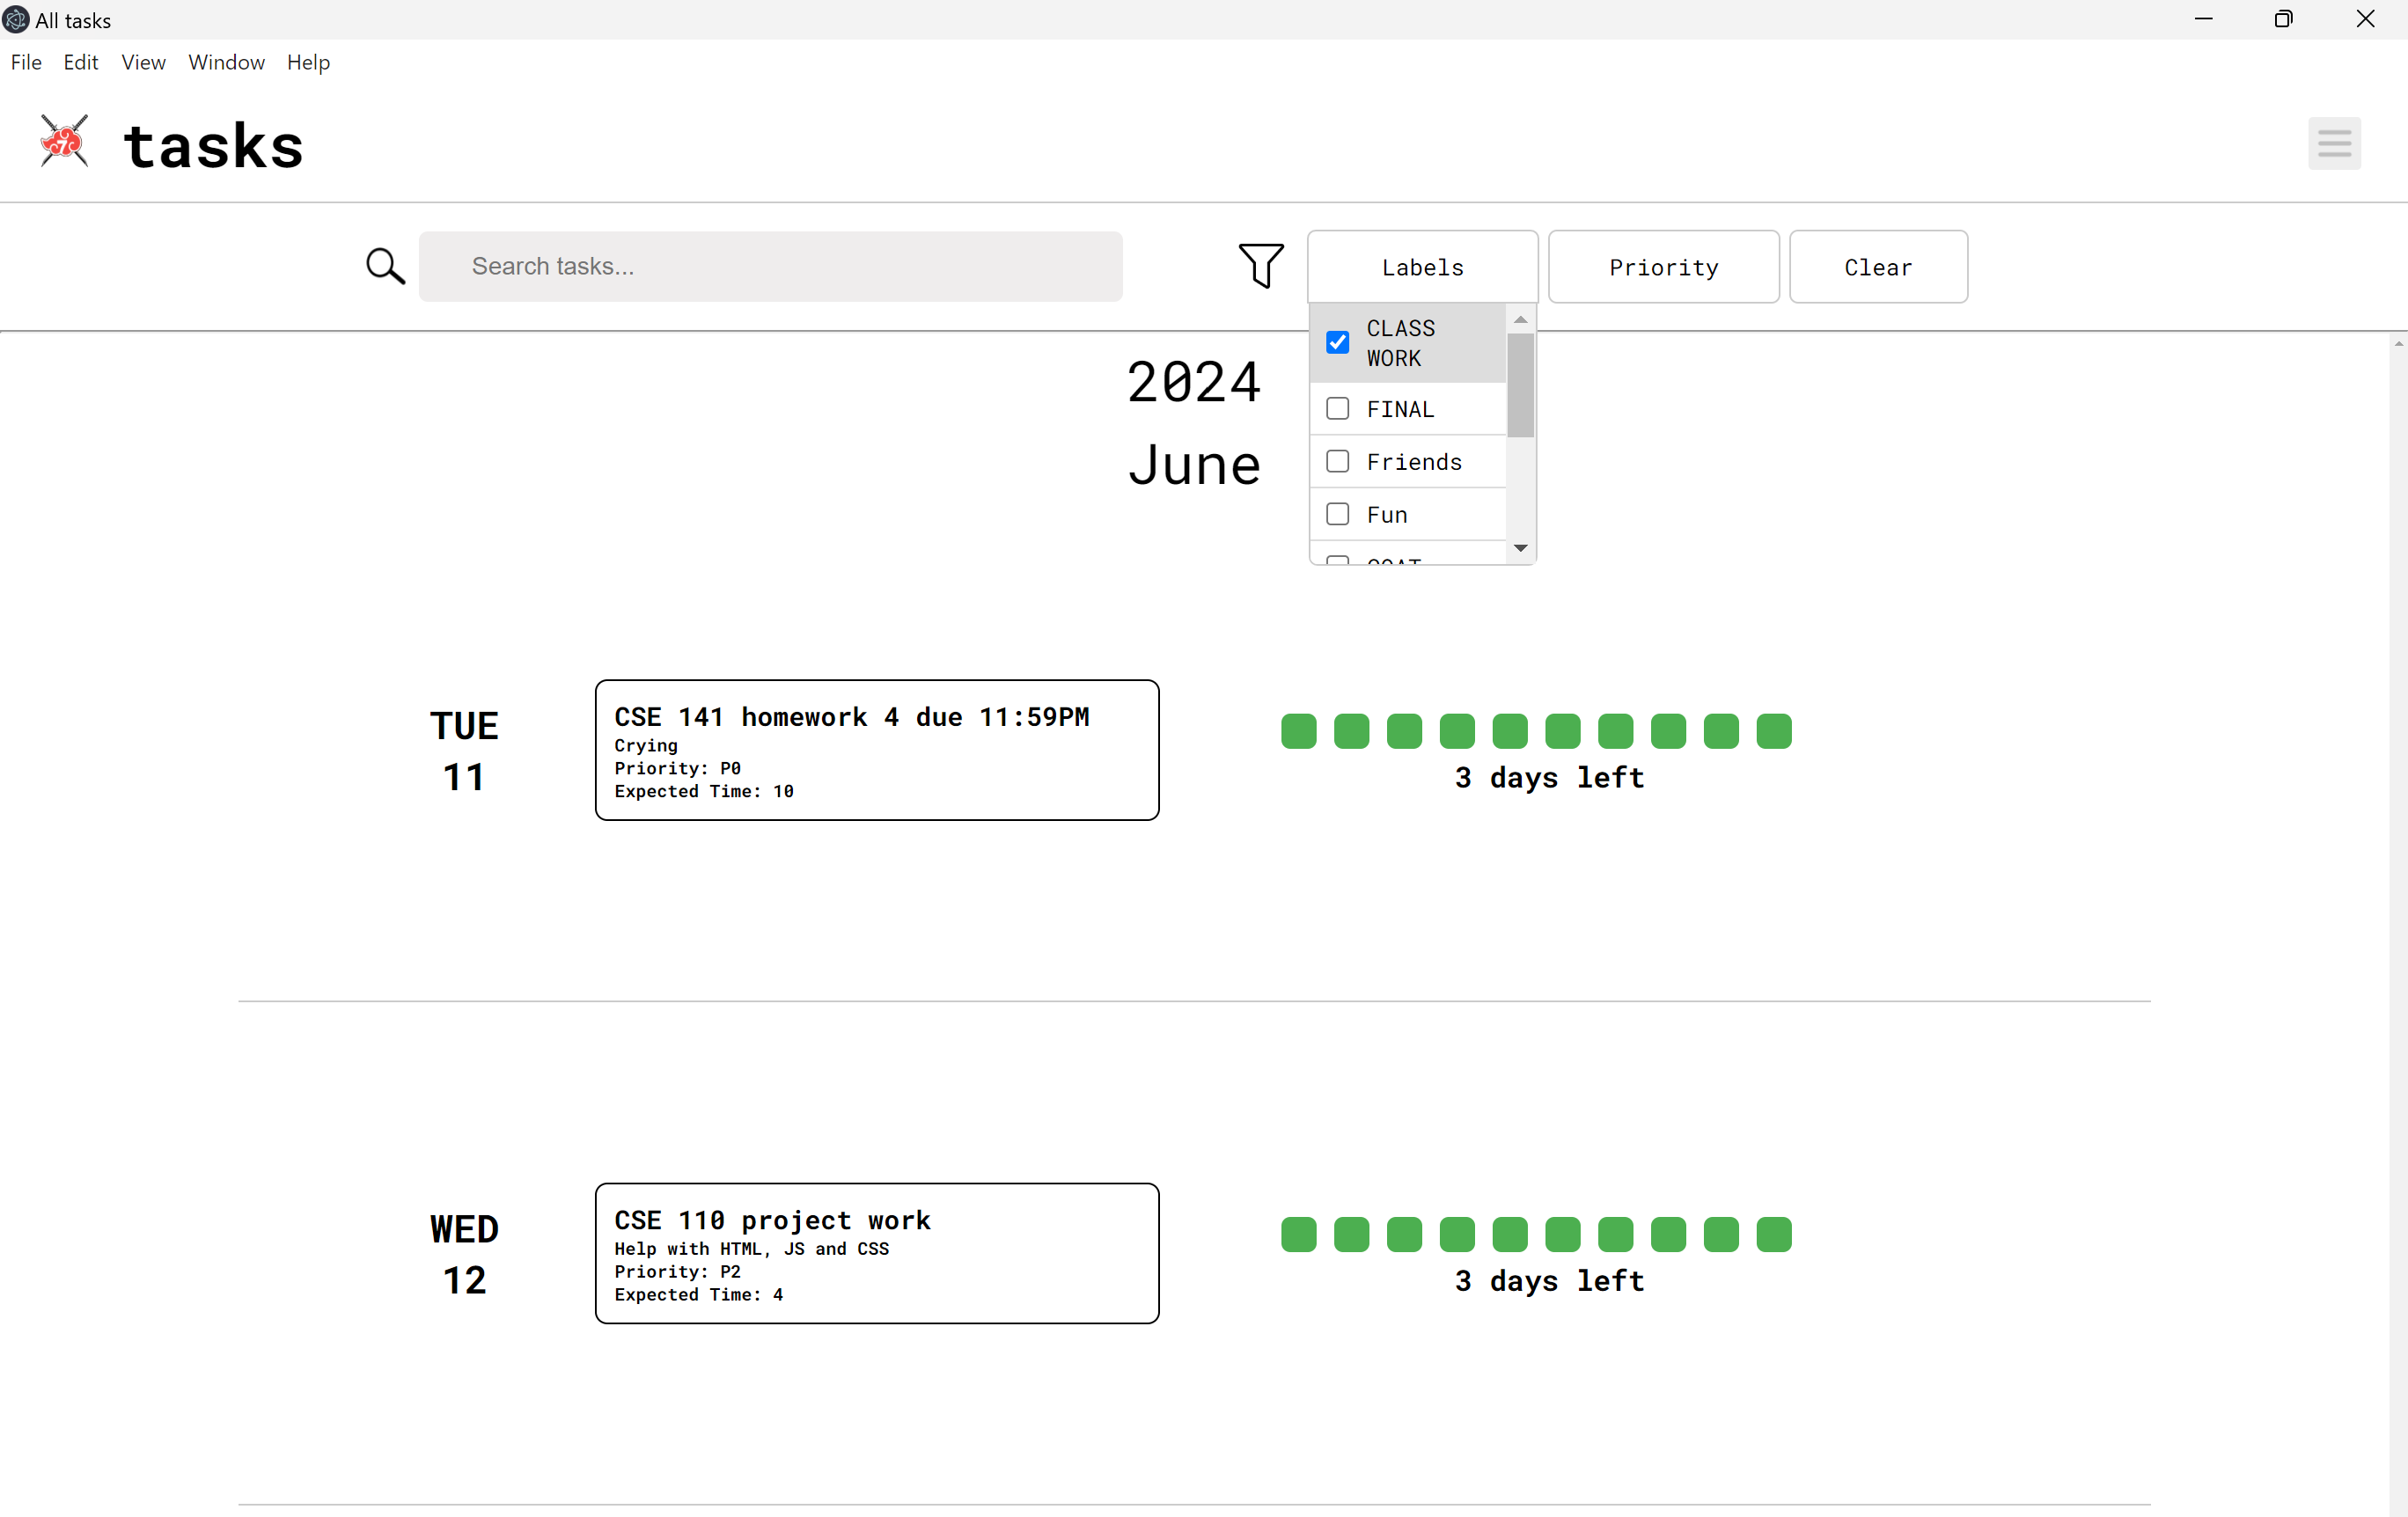 All tasks
File Edit View Window Help
7
tasks
Search tasks...
Labels
Priority
Clear
CLASS
WORK
FINAL
Friends
Fun
2024
June
TUE
11
CSE 141 homework 4 due 11:59PM
Crying
Priority: P0
Expected Time: 10
3 days left
WED
12
CSE 110 project work
Help with HTML, JS and CSS
Priority: P2
Expected Time: 4
3 days left